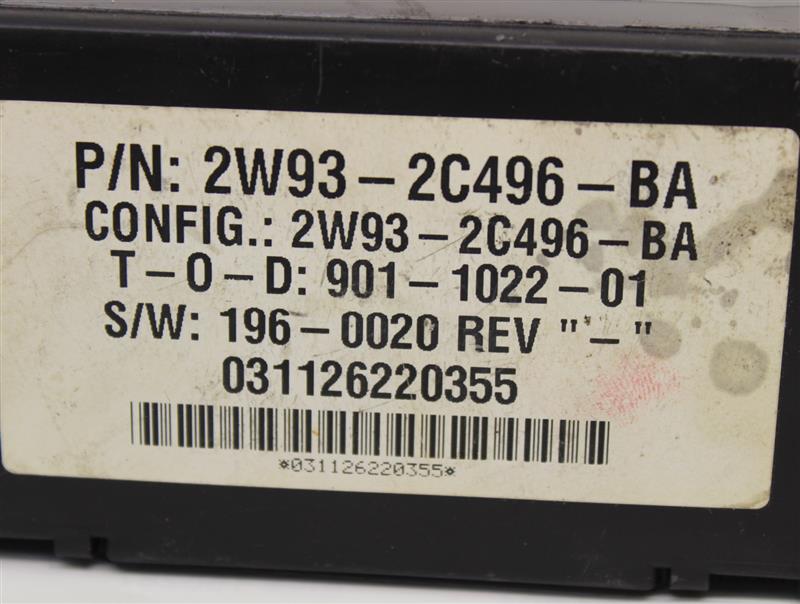 P/N: 2W93-2C496-BA
CONFIG.: 2W93-2C496-BA
T-O-D: 901-1022-01
S/W: 196-0020 REV "-"
031126220355
*031126220355*